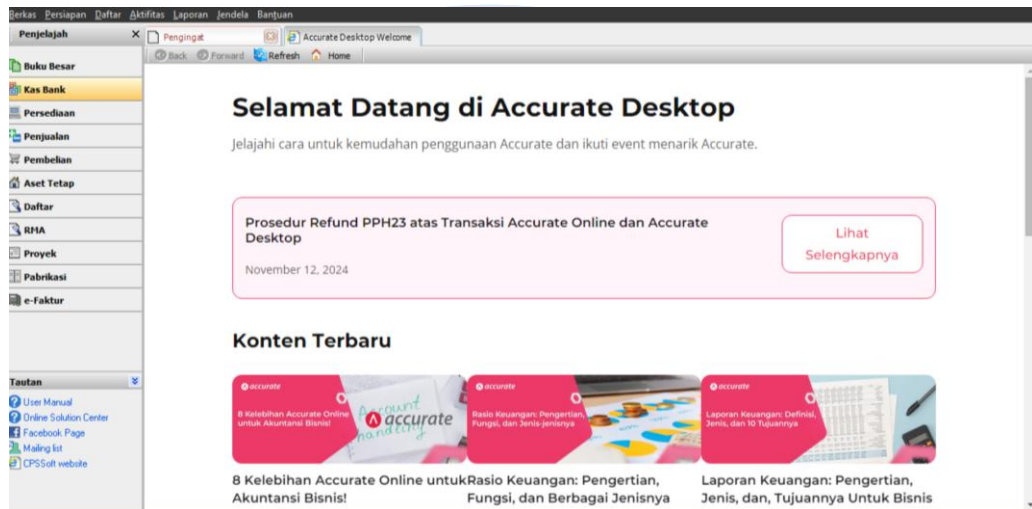 Berkas Persiapan Daftar Aktifitas Laporan Jendela Bantuan
Penjelajah
Pengingat
Accurate Desktop Welcome
Back Forward Refresh Home
Buku Besar
Kas Bank
Persediaan
Penjualan
Pembelian
Aset Tetap
Daftar
RMA
Proyek
Pabrikasi
e-Faktur
Tautan
User Manual
Online Solution Center
Facebook Page
Mailing list
CPSSoft website
Selamat Datang di Accurate Desktop
Jelajahi cara untuk kemudahan penggunaan Accurate dan ikuti event menarik Accurate.
Prosedur Refund PPH23 atas Transaksi Accurate Online dan Accurate
Desktop
November 12, 2024
Lihat
Selengkapnya
Konten Terbaru
accurate
8 Kelebihan Accurate Online
untuk Akuntansi Bisnis!
Account
handling
accurate
accurate
Rasio Keuangan: Pengertian,
Fungsi, dan Jenis-jenisnya
accurate
Laporan Keuangan: Definisi,
Jenis, dan 10 Tujuannya
8 Kelebihan Accurate Online untuk
Akuntansi Bisnis!
Rasio Keuangan: Pengertian,
Fungsi, dan Berbagai Jenisnya
Laporan Keuangan: Pengertian,
Jenis, dan, Tujuannya Untuk Bisnis